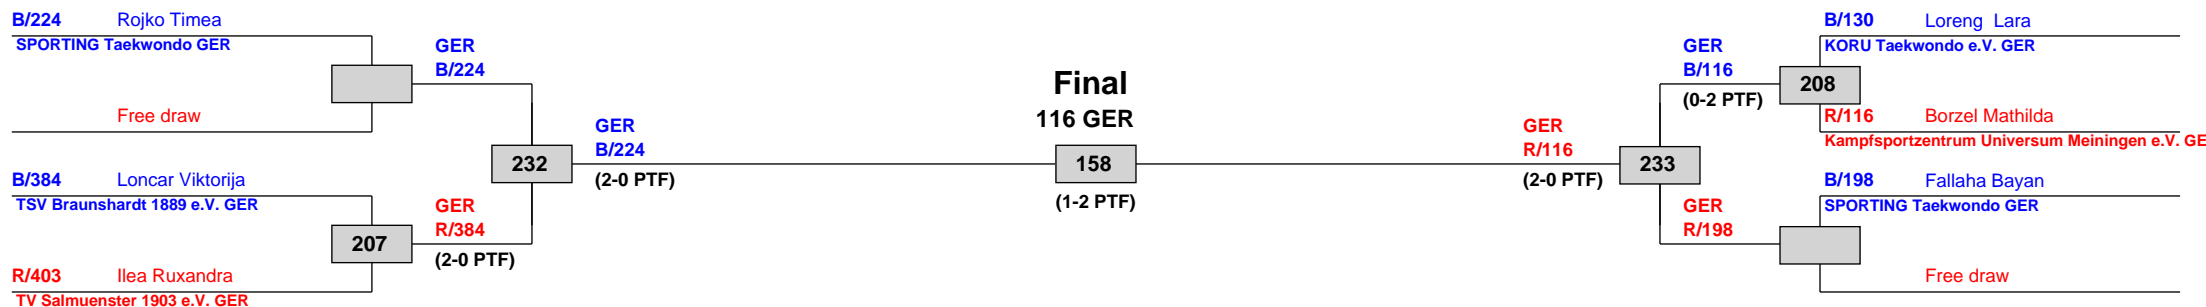 B/224 Rojko Timea
SPORTING Taekwondo GER
GER
B/224
Free draw
B/384 Loncar Viktorija
TSV Braunshardt 1889 e.V. GER
207
GER
R/384
(2-0 PTF)
R/403 Ilea Ruxandra
TV Salmuenster 1903 e.V. GER
232
GER
B/224
(2-0 PTF)
Final
116 GER
158
(1-2 PTF)
GER
R/116
(2-0 PTF)
233
GER
B/116
(0-2 PTF)
208
B/130 Loreng Lara
KORU Taekwondo e.V. GER
R/116 Borzel Mathilda
Kampfsportzentrum Universum Meiningen e.V. GE
B/198 Fallaha Bayan
SPORTING Taekwondo GER
GER
R/198
Free draw